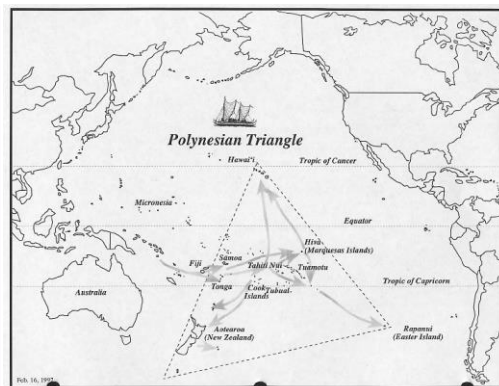 Polynesian Triangle
Hawai'i
Tropic of Cancer
Micronesia
Equator
Hiva
(Marquesas Islands)
Samoa
Fiji
Tahiti Nui
Tuamotu
Tonga
Cook
Islands
Tubuai
Tropic of Capricorn
Australia
Aotearoa
(New Zealand)
Rapanui
(Easter Island)
Feb. 16, 1992